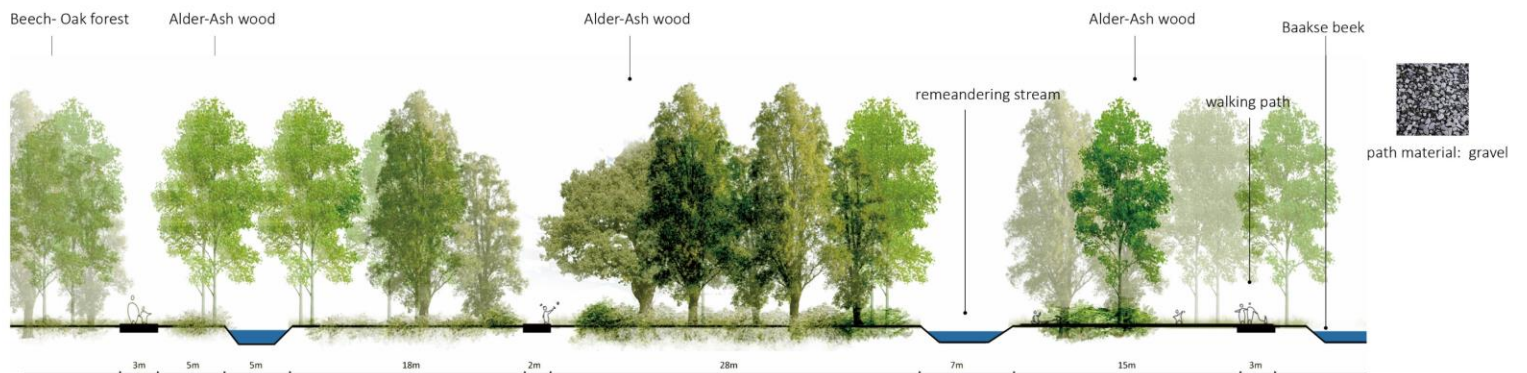 Beech- Oak forest
Alder-Ash wood
Alder-Ash wood
Alder-Ash wood
Baakse beek
remeandering stream
walking path
path material: gravel
3m
5m
5m
18m
2m
28m
7m
15m
3m